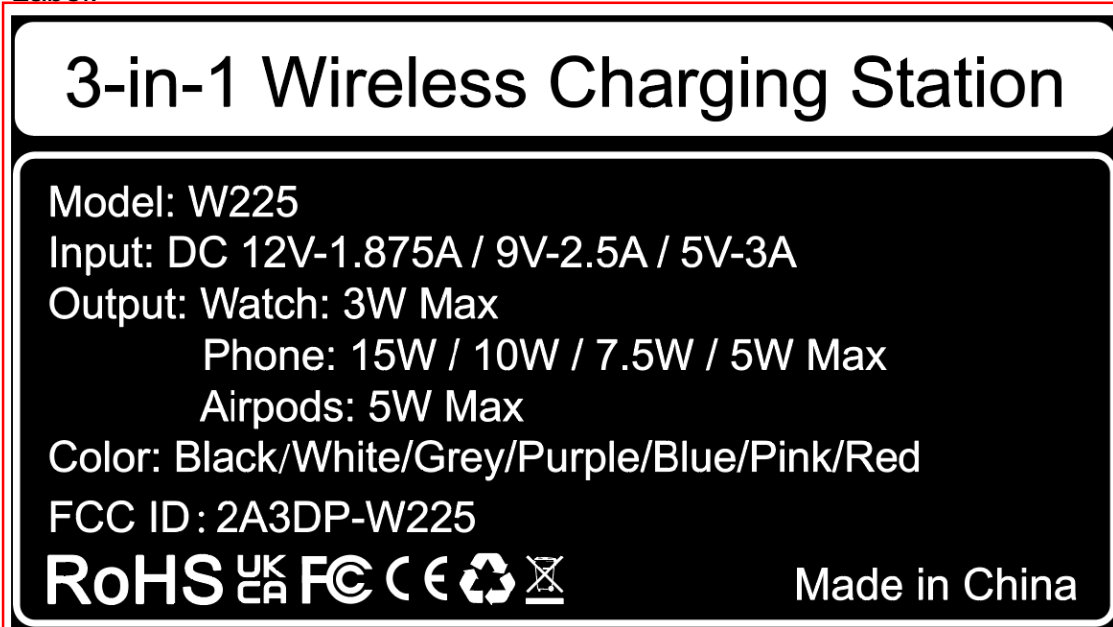 3-in-1 Wireless Charging Station
Model: W225
Input: DC 12V-1.875A / 9V-2.5A / 5V-3A
Output: Watch: 3W Max
Phone: 15W / 10W / 7.5W / 5W Max
Airpods: 5W Max
Color: Black/White/Grey/Purple/Blue/Pink/Red
FCC ID: 2A3DP-W225
RoHS UK CA FC CE Made in China